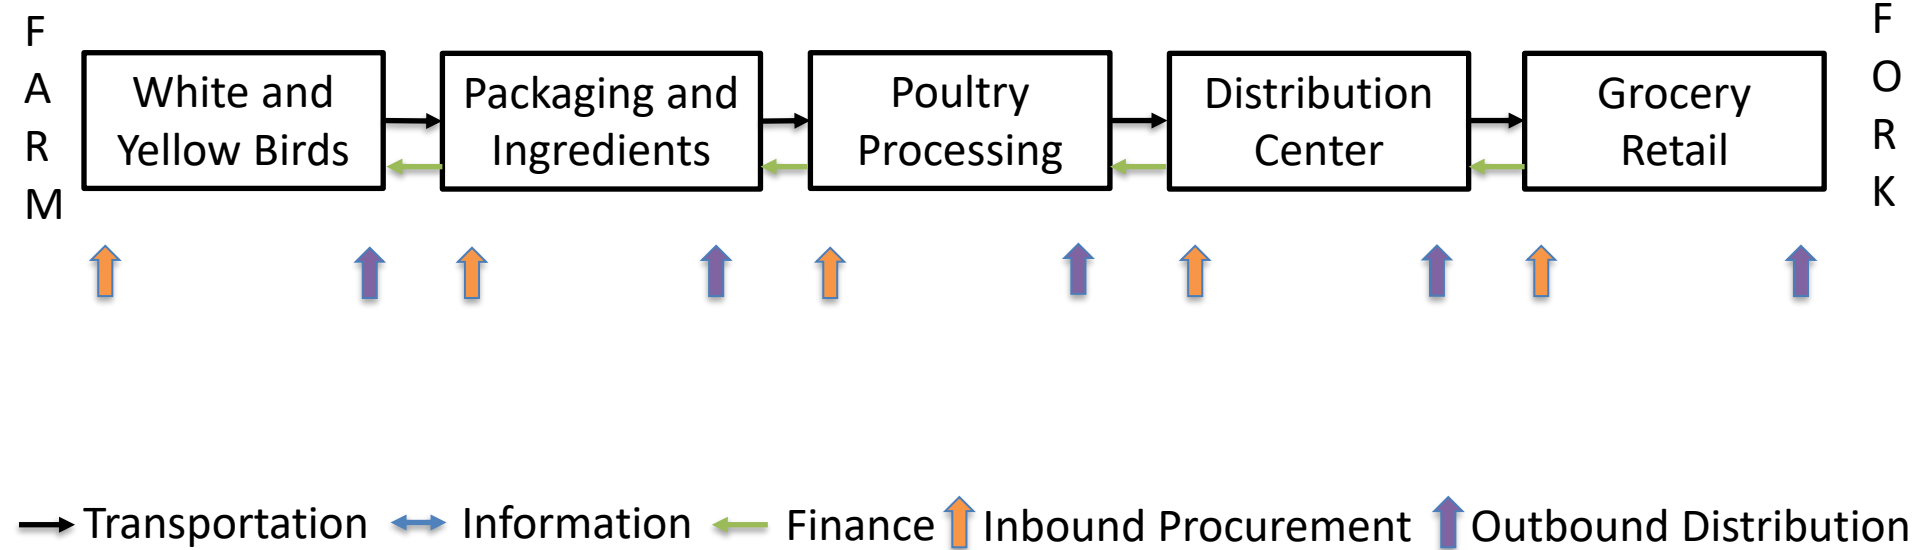 F
A
R
M
White and
Yellow Birds
Packaging and
Ingredients
Poultry
Processing
Distribution
Center
Grocery
Retail
F
O
R
K
Transportation
Information
Finance
Inbound Procurement
Outbound Distribution